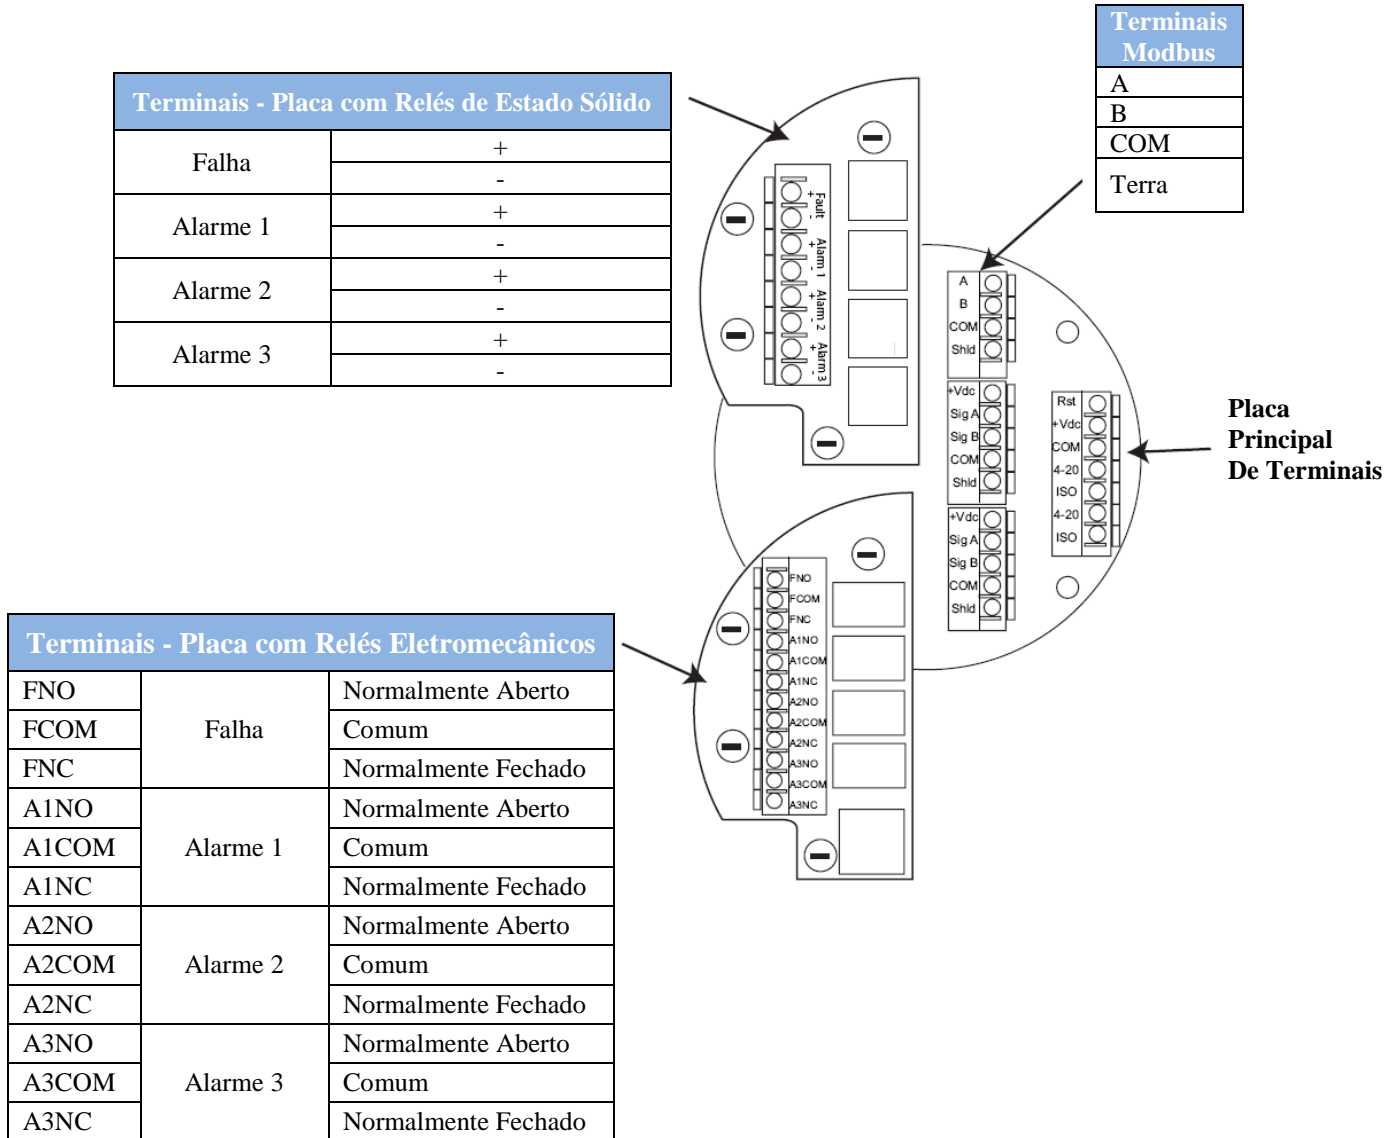 Terminais
Modbus
A
B
COM
Terra
Terminais - Placa com Relés de Estado Sólido
Falha
+
-
Alarme 1
+
-
Alarme 2
+
-
Alarme 3
+
-
Fault
+ -
Alarm 1
+ -
Alarm 2
+ -
Alarm 3
+ -
A
B
COM
Shld
+Vdc
Sig A
Sig B
COM
Shld
+Vdc
Sig A
Sig B
COM
Shld
Rst
+Vdc
COM
4-20
ISO
4-20
ISO
Placa
Principal
De Terminais
FNO
FCOM
FNC
A1NO
A1COM
A1NC
A2NO
A2COM
A2NC
A3NO
A3COM
A3NC
Terminais - Placa com Relés Eletromecânicos
FNO Falha Normalmente Aberto
FCOM Comum
FNC Normalmente Fechado
A1NO Alarme 1 Normalmente Aberto
A1COM Comum
A1NC Normalmente Fechado
A2NO Alarme 2 Normalmente Aberto
A2COM Comum
A2NC Normalmente Fechado
A3NO Alarme 3 Normalmente Aberto
A3COM Comum
A3NC Normalmente Fechado